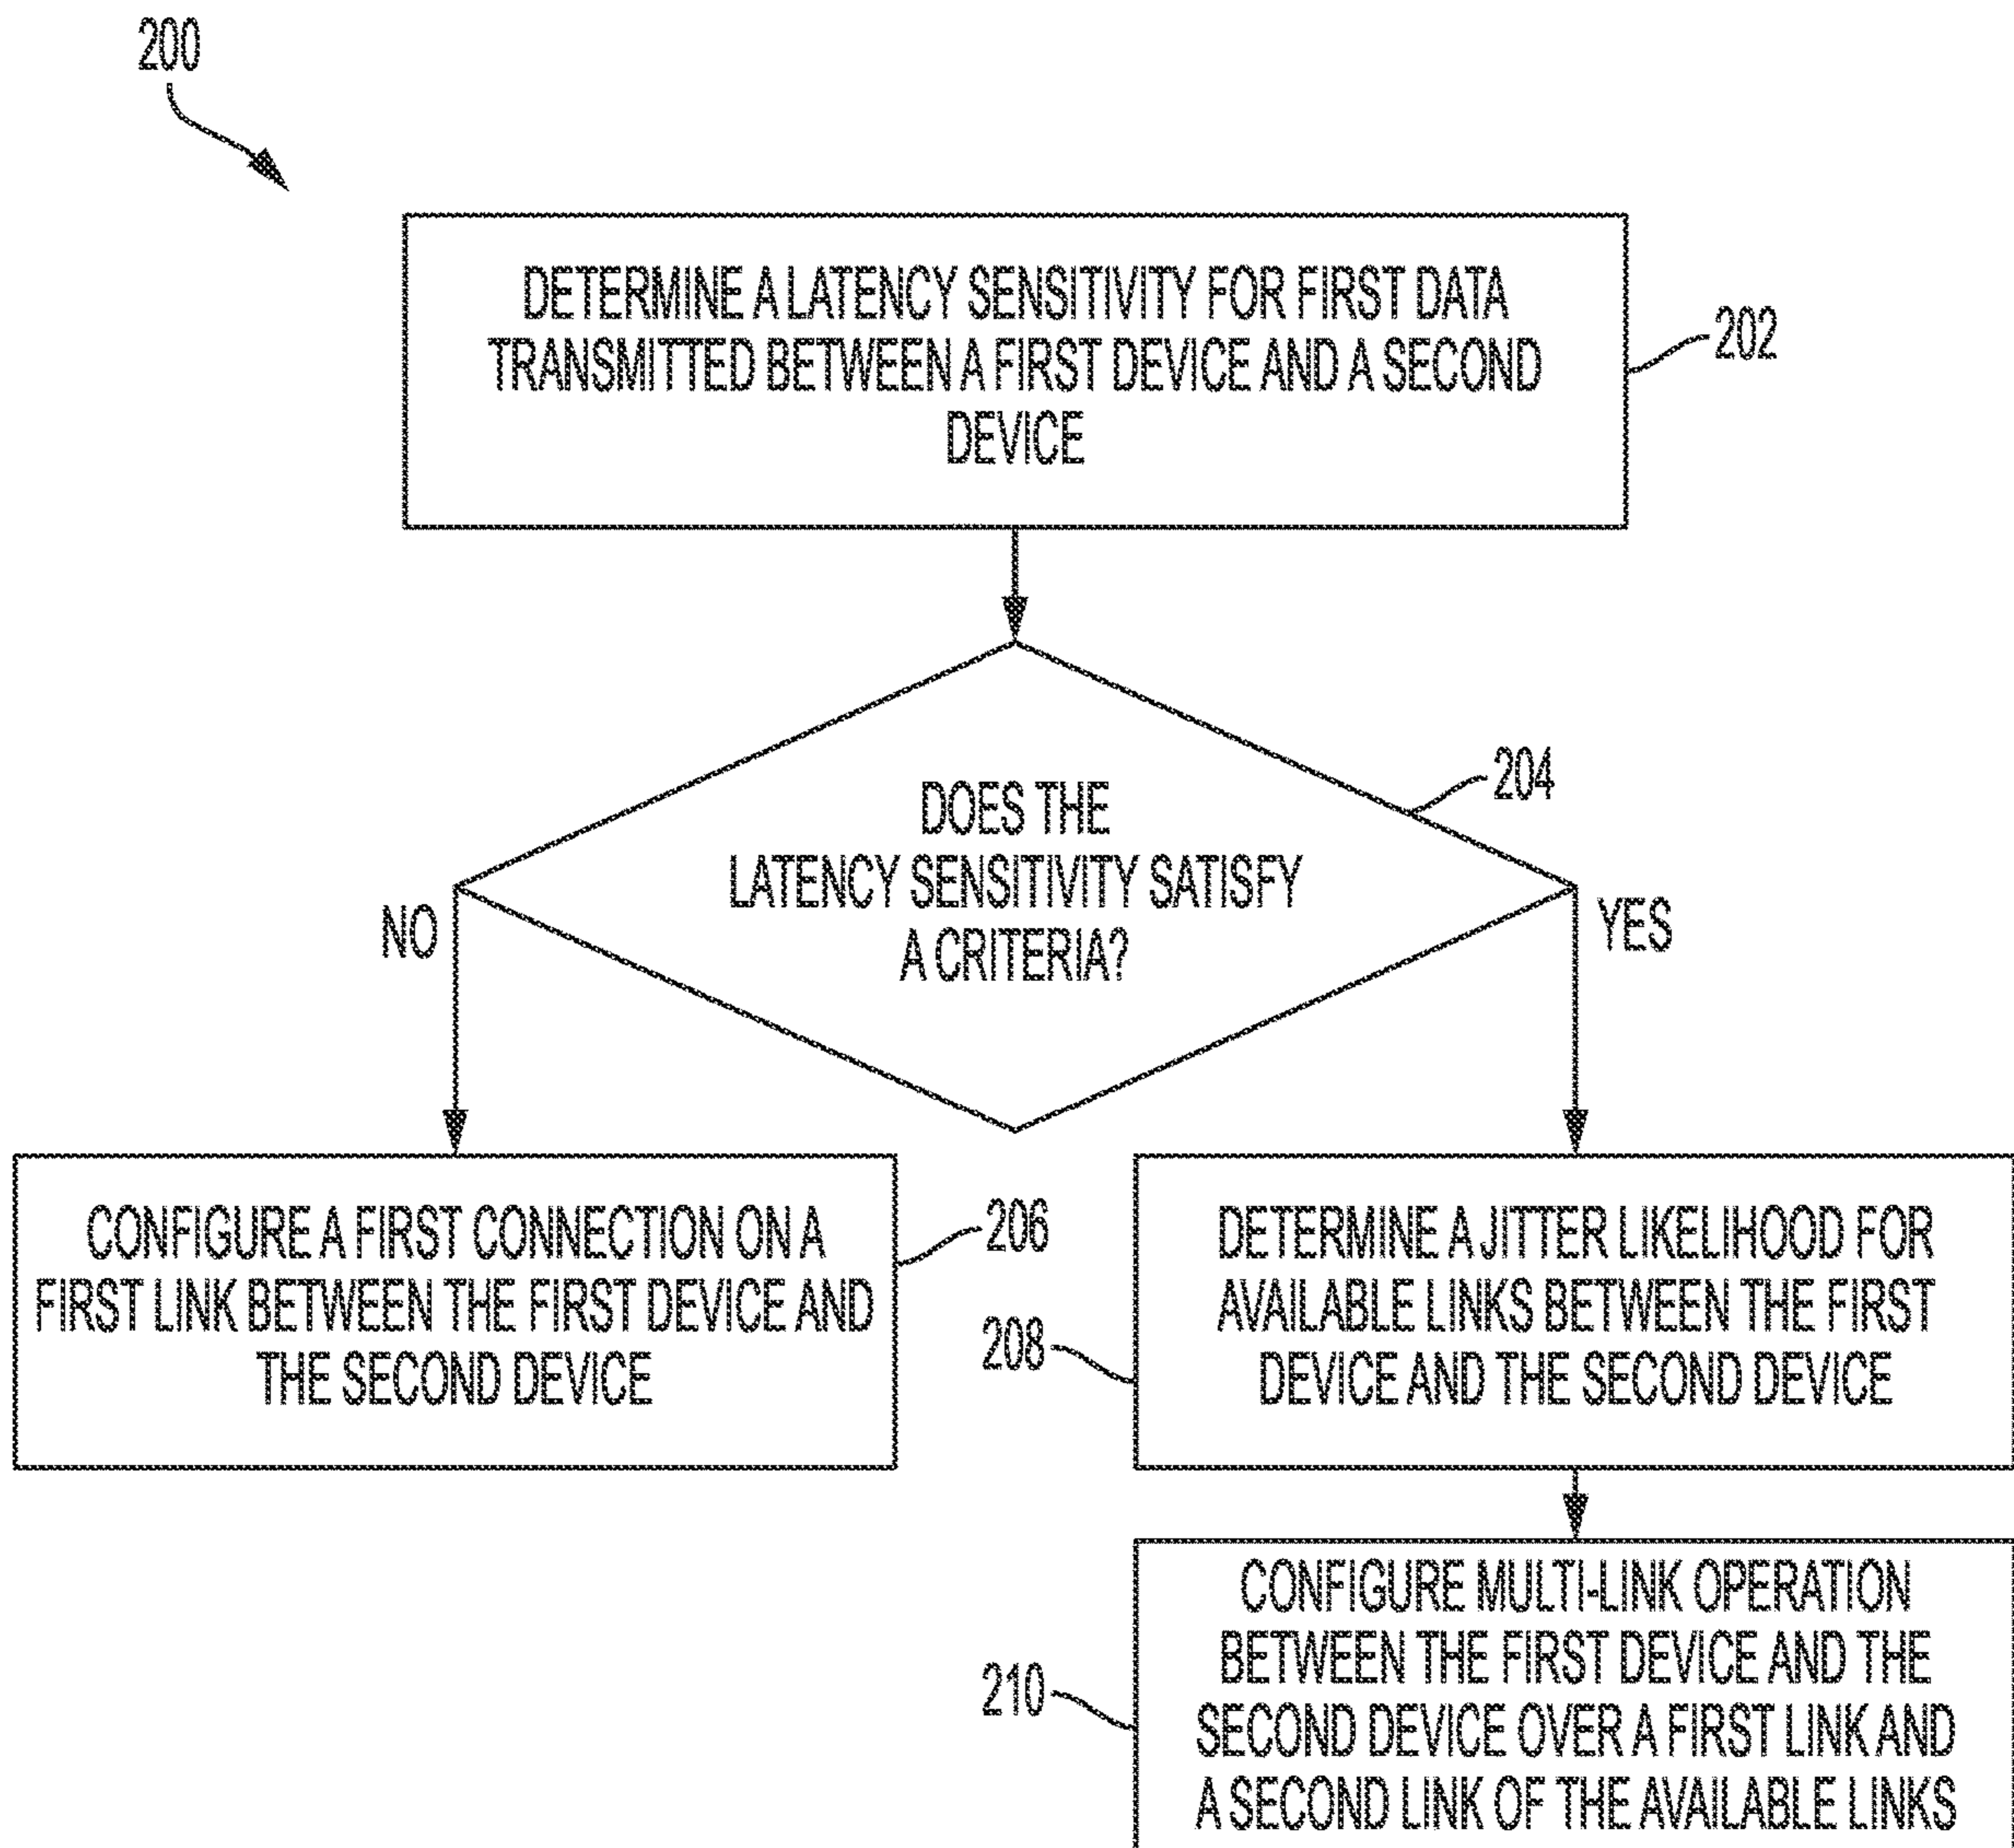 200
DETERMINE A LATENCY SENSITIVITY FOR FIRST DATA
TRANSMITTED BETWEEN A FIRST DEVICE AND A SECOND
DEVICE
202
DOES THE
LATENCY SENSITIVITY SATISFY
A CRITERIA?
204
NO
YES
CONFIGURE A FIRST CONNECTION ON A
FIRST LINK BETWEEN THE FIRST DEVICE AND
THE SECOND DEVICE
206
208
DETERMINE A JITTER LIKELIHOOD FOR
AVAILABLE LINKS BETWEEN THE FIRST
DEVICE AND THE SECOND DEVICE
210
CONFIGURE MULTI-LINK OPERATION
BETWEEN THE FIRST DEVICE AND THE
SECOND DEVICE OVER A FIRST LINK AND
A SECOND LINK OF THE AVAILABLE LINKS